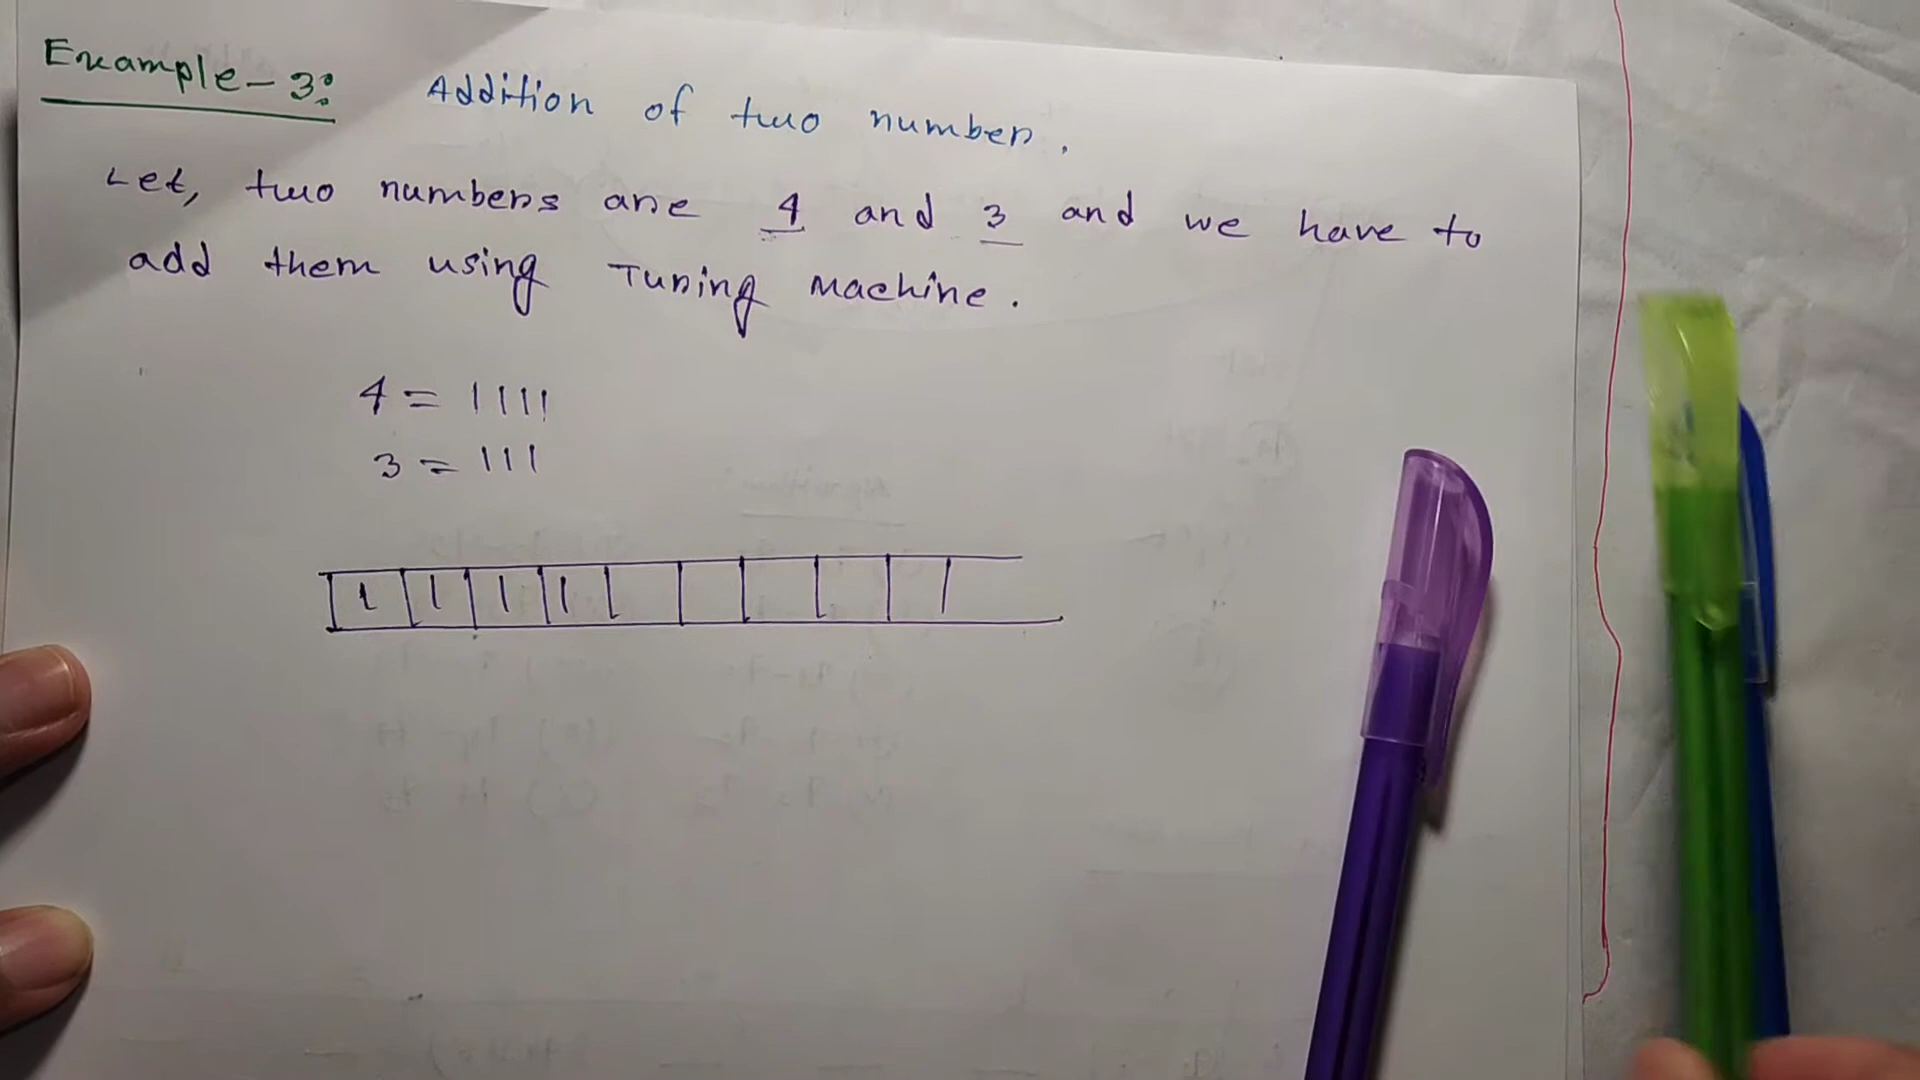 Example-3:
Addition of two number.
Let, two numbers are 4 and 3 and we have to
add them using Turing Machine.
4 = 1111
3 = 111
1 1 1 1